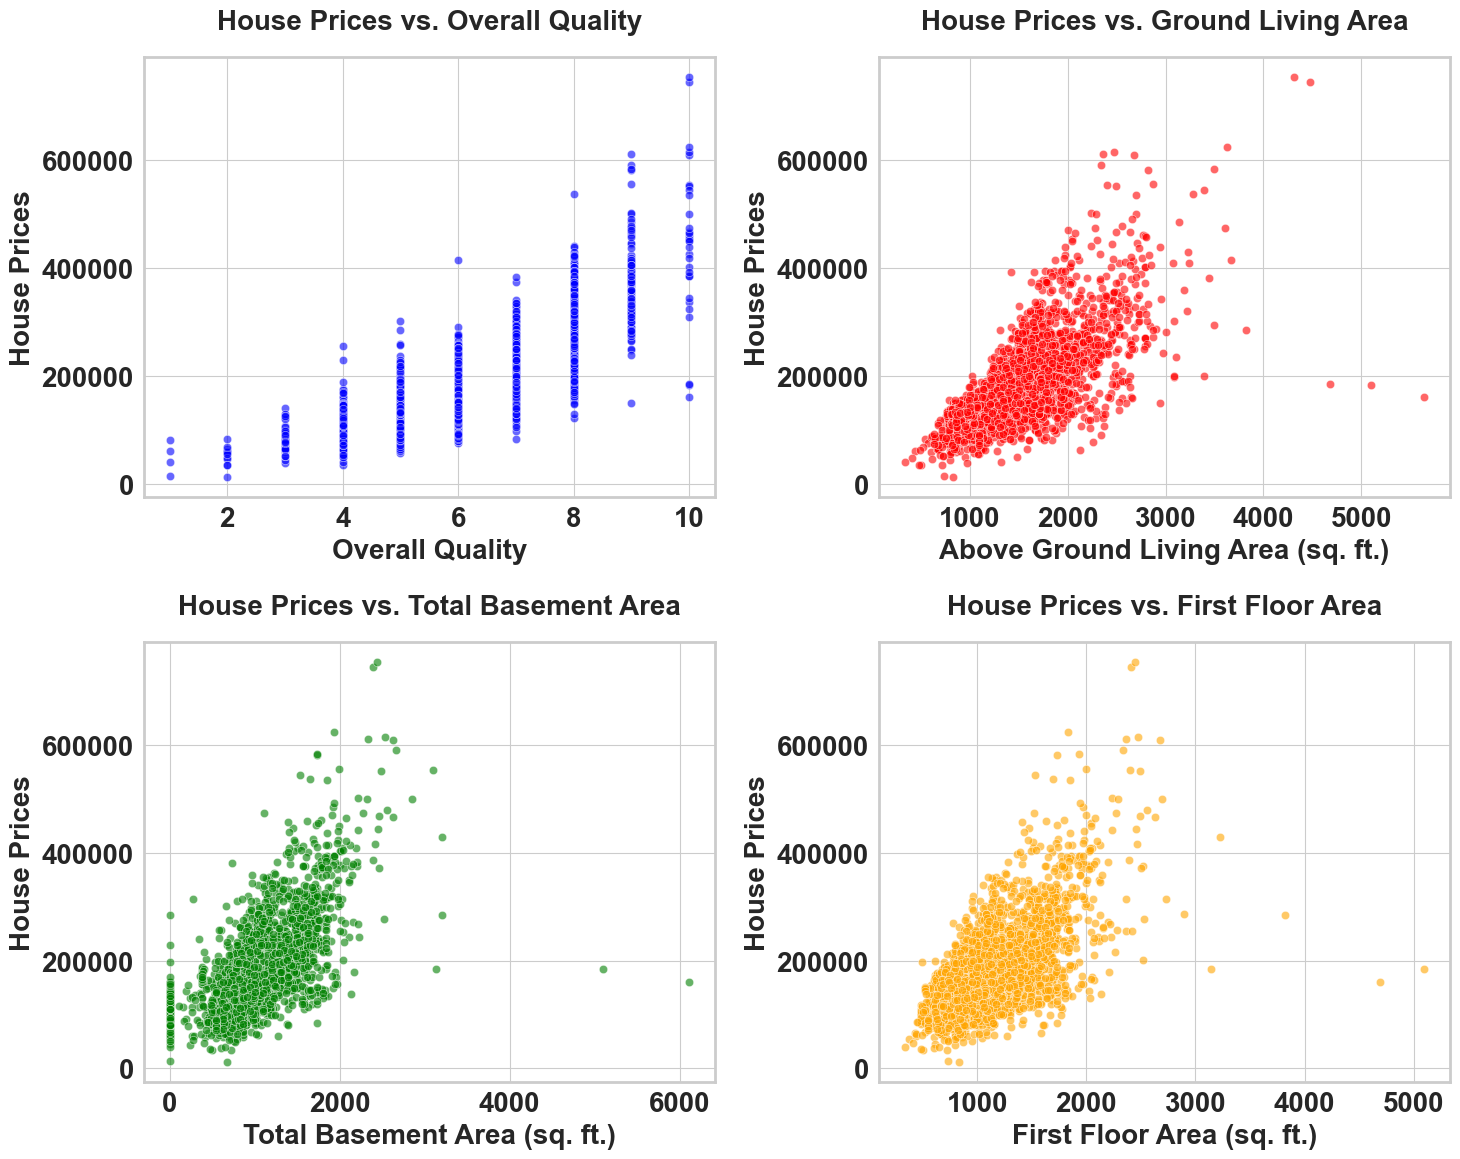 House Prices vs. Overall Quality
House Prices
600000
400000
200000
0
2 4 6 8 10
Overall Quality
House Prices vs. Ground Living Area
House Prices
600000
400000
200000
0
1000 2000 3000 4000 5000
Above Ground Living Area (sq. ft.)
House Prices vs. Total Basement Area
House Prices
600000
400000
200000
0
0 2000 4000 6000
Total Basement Area (sq. ft.)
House Prices vs. First Floor Area
House Prices
600000
400000
200000
0
1000 2000 3000 4000 5000
First Floor Area (sq. ft.)